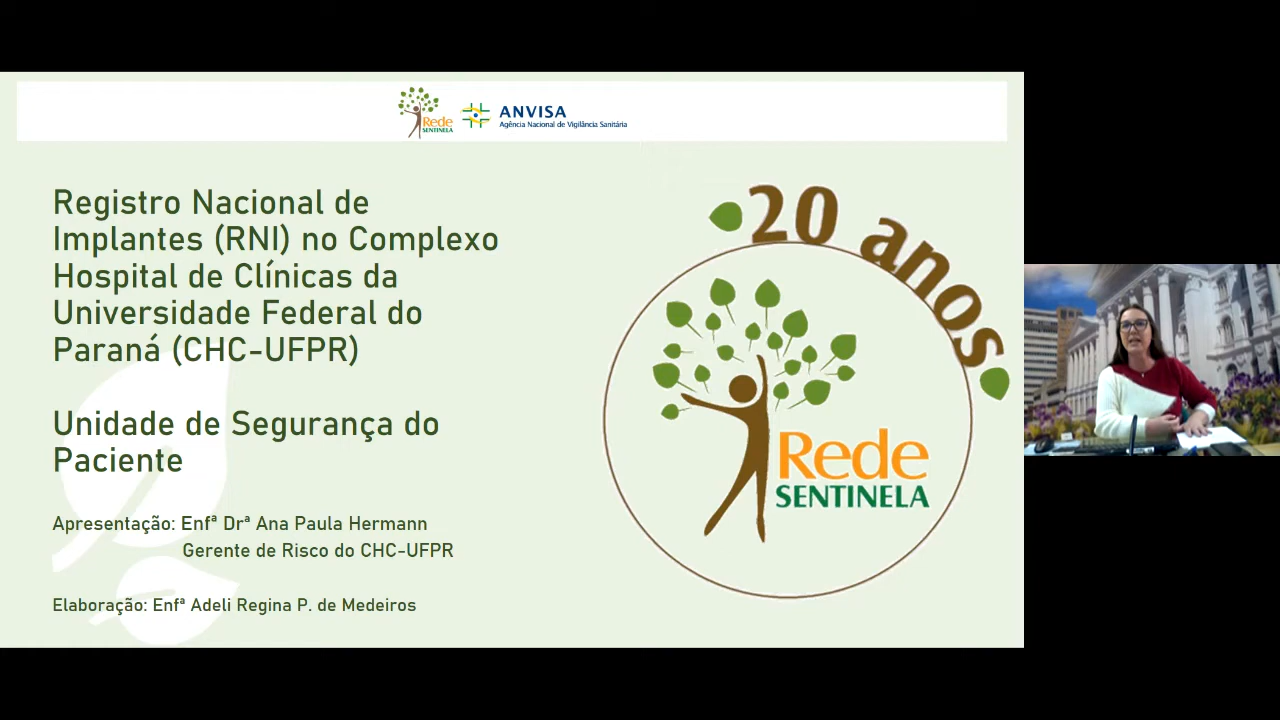 Rede
SENTINELA
ANVISA
Agência Nacional de Vigilância Sanitária
Registro Nacional de
Implantes (RNI) no Complexo
Hospital de Clínicas da
Universidade Federal do
Paraná (CHC-UFPR)
Unidade de Segurança do
Paciente
Apresentação: Enfª Drª Ana Paula Hermann
Gerente de Risco do CHC-UFPR
Elaboração: Enfª Adeli Regina P. de Medeiros
20 anos
Rede
SENTINELA